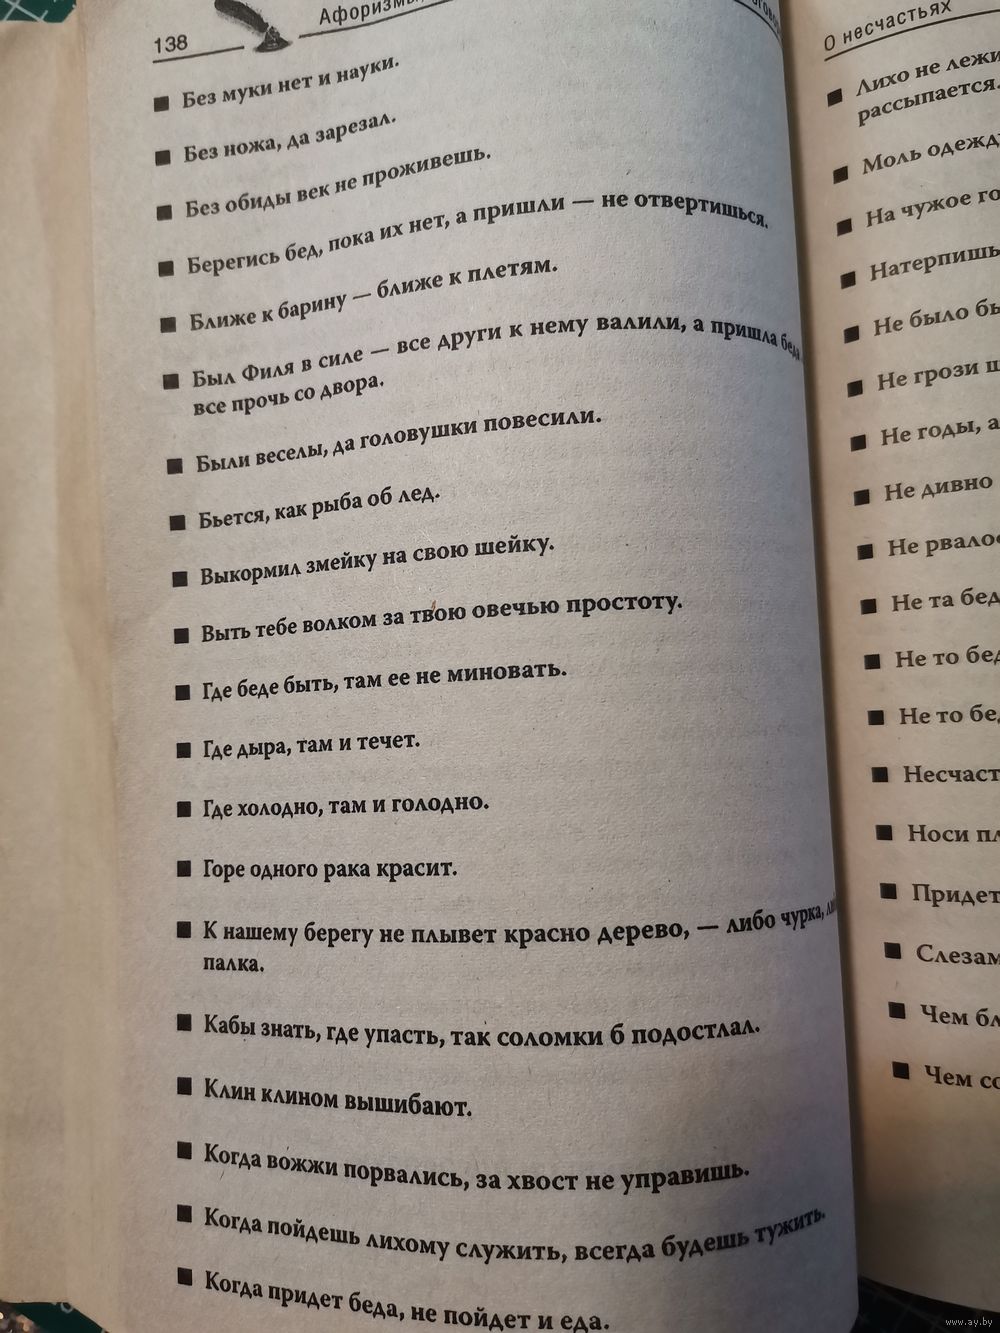 138
Афоризмы,
■ Без муки нет и науки.
■ Без ножа, да зарезал.
■ Без обиды век не проживешь.
■ Берегись бед, пока их нет, а пришли — не отвертишься.
■ Ближе к барину — ближе к плетям.
■ Был Филя в силе — все други к нему валили, а пришла беда
все прочь со двора.
■ Были веселы, да головушки повесили.
■ Бьется, как рыба об лед.
■ Выкормил змейку на свою шейку.
■ Выть тебе волком за твою овечью простоту.
■ Где беде быть, там ее не миновать.
■ Где дыра, там и течет.
■ Где холодно, там и голодно.
■ Горе одного рака красит.
■ К нашему берегу не плывет красно дерево, — либо чурка,
палка.
■ Кабы знать, где упасть, так соломки б подостлал.
■ Клин клином вышибают.
■ Когда вожжи порвались, за хвост не управишь.
■ Когда пойдешь лихому служить, всегда будешь тужить.
■ Когда придет беда, не пойдет и еда.
О несчастьях
■ Лихо не
рассыпается.
■ Моль
■ На чужое
■ Натерпишь
■ Не было
■ Не грози
■ Не годы, а
■ Не дивно
■ Не
■ Не та
■ Не то
■ Не то
■
■ Носи
■ Придет
■
■ Чем
■ Чем
www.ay.by